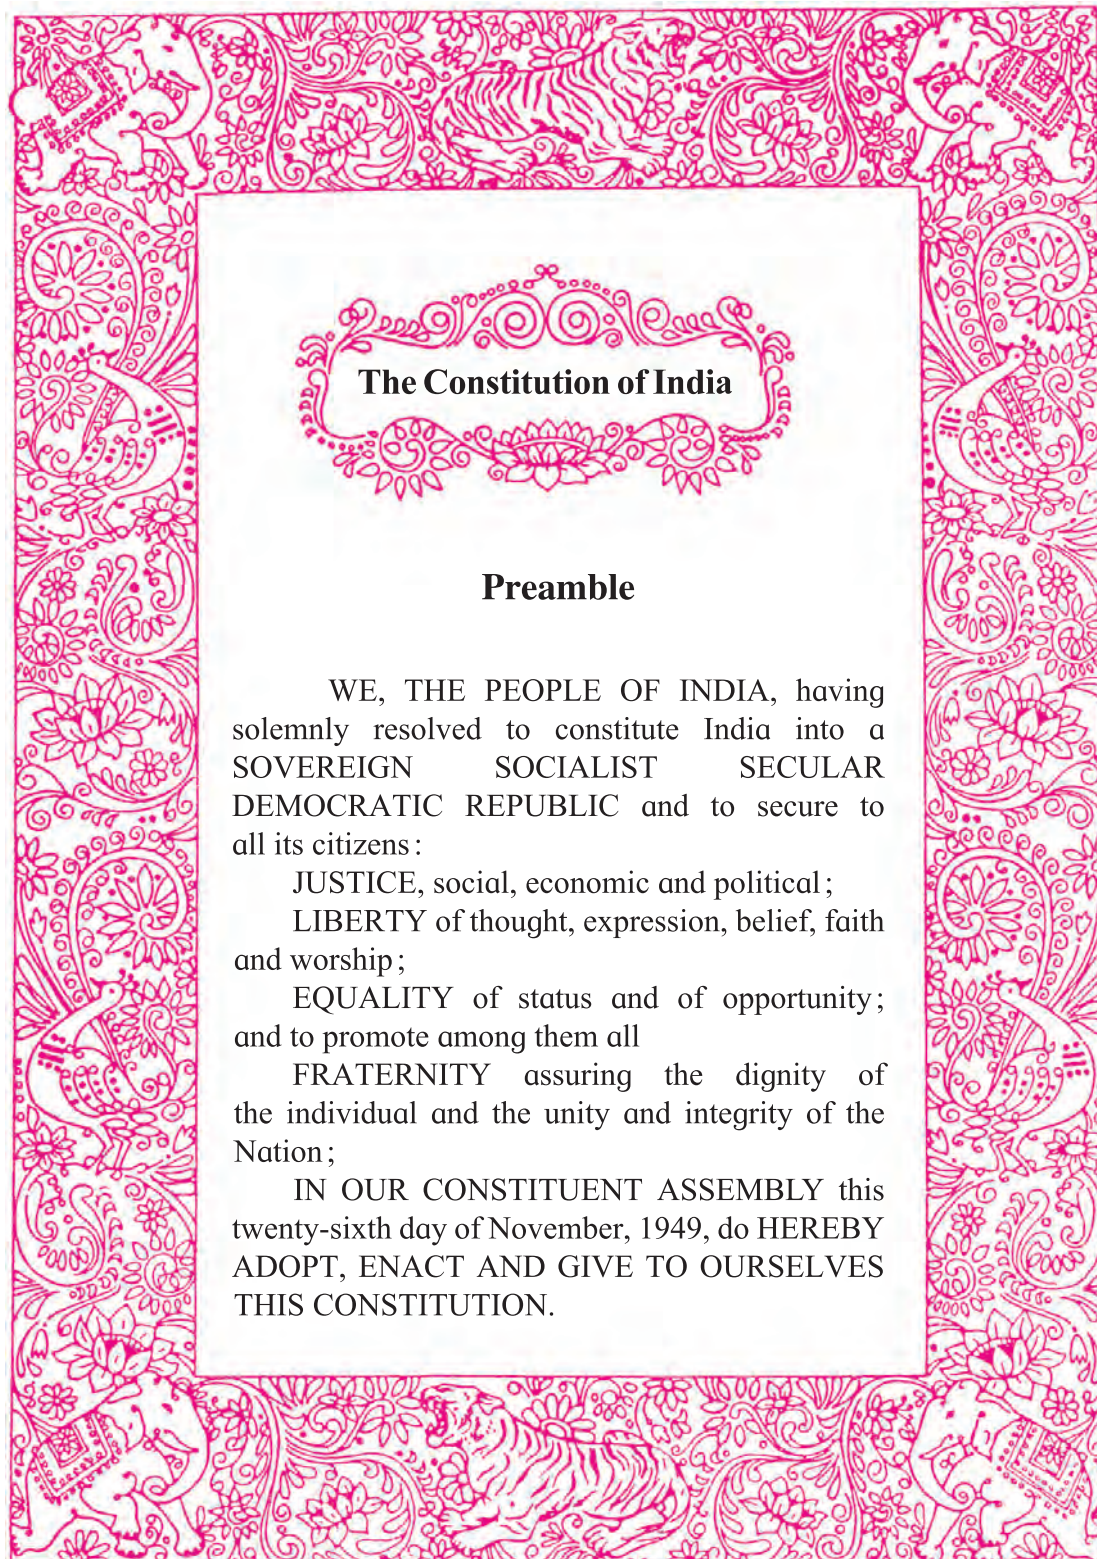 The Constitution of India
Preamble
WE, THE PEOPLE OF INDIA, having
solemnly resolved to constitute India into a
SOVEREIGN SOCIALIST SECULAR
DEMOCRATIC REPUBLIC and to secure to
all its citizens :
JUSTICE, social, economic and political ;
LIBERTY of thought, expression, belief, faith
and worship ;
EQUALITY of status and of opportunity ;
and to promote among them all
FRATERNITY assuring the dignity of
the individual and the unity and integrity of the
Nation ;
IN OUR CONSTITUENT ASSEMBLY this
twenty-sixth day of November, 1949, do HEREBY
ADOPT, ENACT AND GIVE TO OURSELVES
THIS CONSTITUTION.